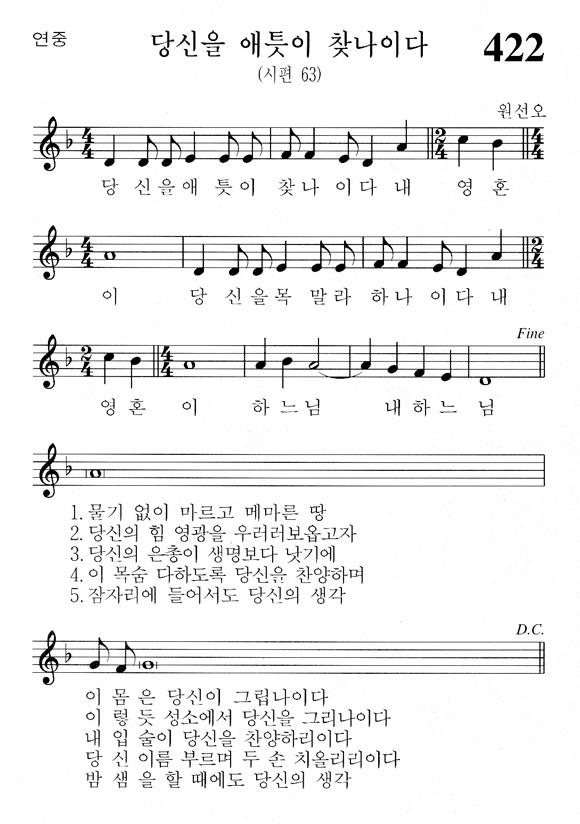 연중
당신을 애틋이 찾나이다
422
(시편 63)
원선오
당 신을애 틋이 찾나 이다 내 영 혼
이 당 신을목 말라 하나 이다 내
Fine
영혼 이 하느님 내하느 님
1. 물기 없이 마르고 메마른 땅
2. 당신의 힘 영광을 우러러보옵고자
3. 당신의 은총이 생명보다 낫기에
4. 이 목숨 다하도록 당신을 찬양하며
5. 잠자리에 들어서도 당신의 생각
D.C.
이 몸 은 당신이 그립나이다
이 렇 듯 성소에서 당신을 그리나이다
내 입 술이 당신을 찬양하리이다
당 신 이름 부르며 두 손 치올리리이다
밤 샘 을 할 때에도 당신의 생각